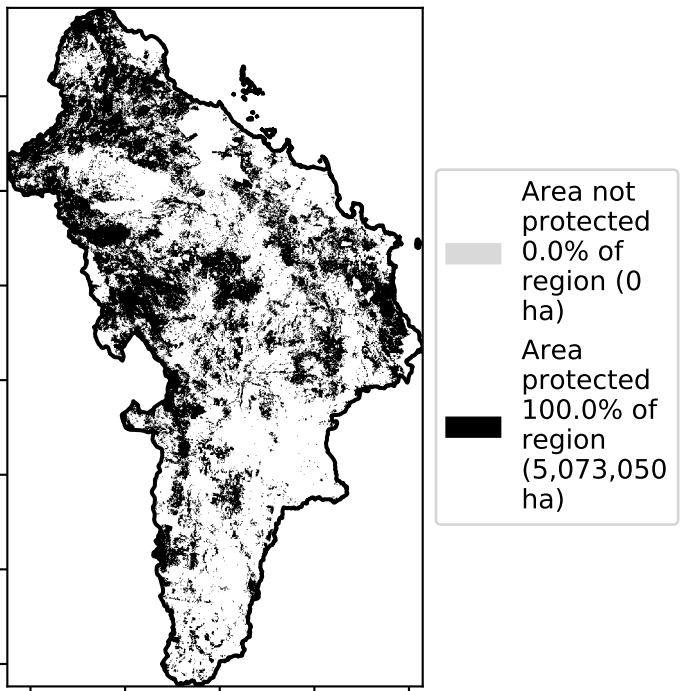 Area not
protected
0.0% of
region (0
ha)
Area
protected
100.0% of
region
(5,073,050
ha)